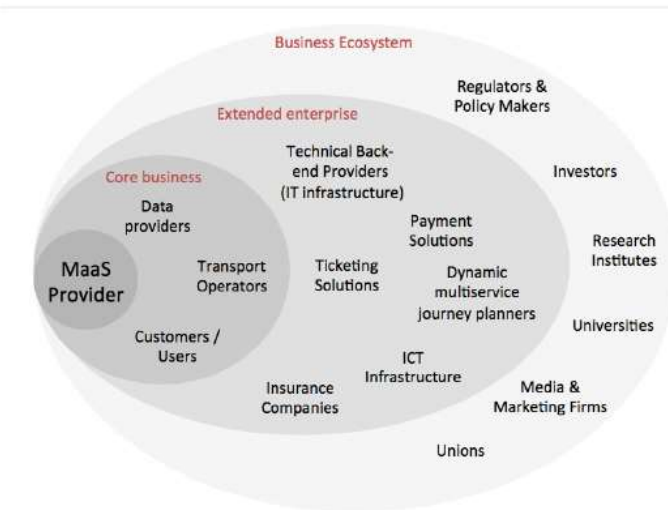 Business Ecosystem
Regulators &
Policy Makers
Extended enterprise
Technical Back-
end Providers
(IT infrastructure)
Investors
Core business
Data
providers
Payment
Solutions
Research
Institutes
MaaS
Provider
Transport
Operators
Ticketing
Solutions
Dynamic
multiservice
journey planners
Universities
Customers /
Users
ICT
Infrastructure
Insurance
Companies
Media &
Marketing Firms
Unions